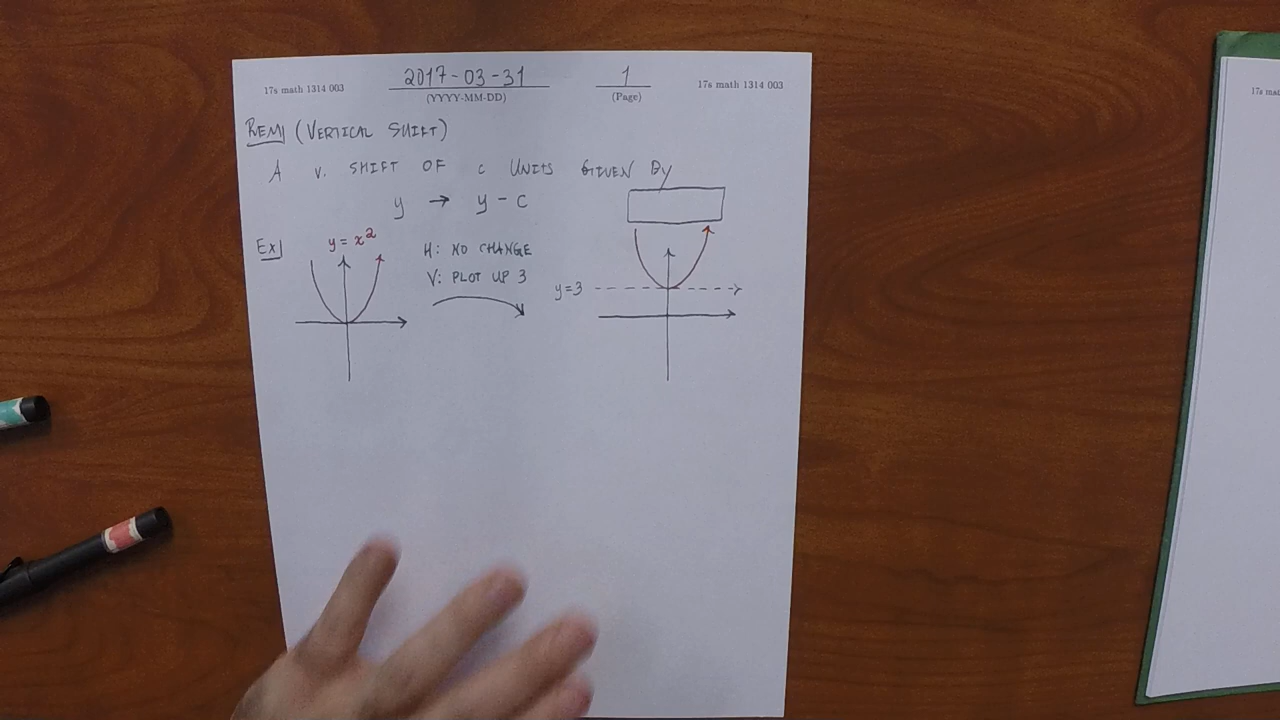 17s math 1314 003
2017-03-31
(YYYY-MM-DD)
1
(Page)
17s math 1314 003
REM (VERTICAL SHIFT)
A V. SHIFT OF c UNITS GIVEN By
y → y - c
Ex
y = x²
H: NO CHANGE
V: PLOT UP 3
y=3